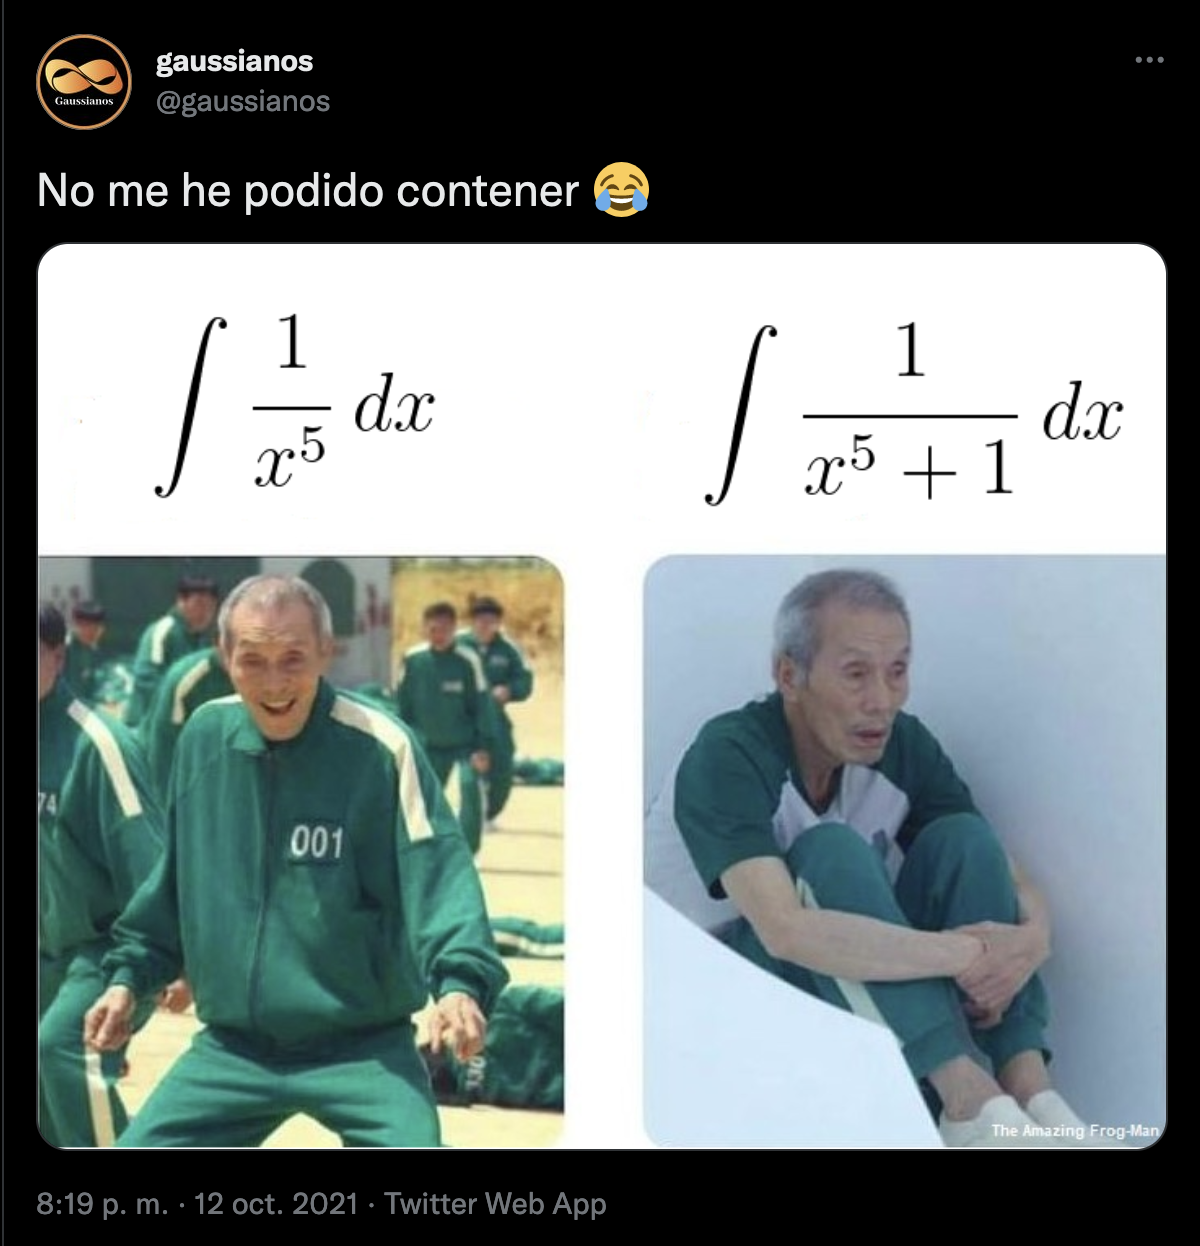 gaussianos
@gaussianos
Gaussianos
No me he podido contener 😂
∫ 1/x⁵ dx
∫ 1/(x⁵ + 1) dx
74
001
The Amazing Frog-Man
8:19 p. m. · 12 oct. 2021 · Twitter Web App